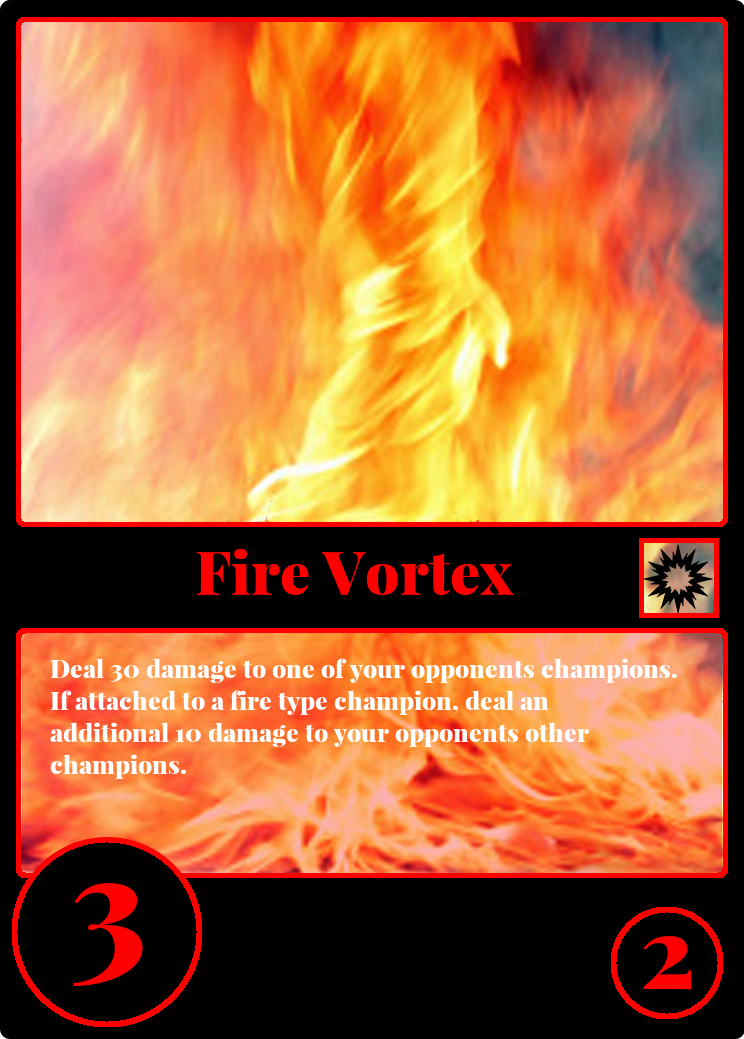 Fire Vortex
Deal 30 damage to one of your opponents champions.
If attached to a fire type champion, deal an
additional 10 damage to your opponents other
champions.
3
2